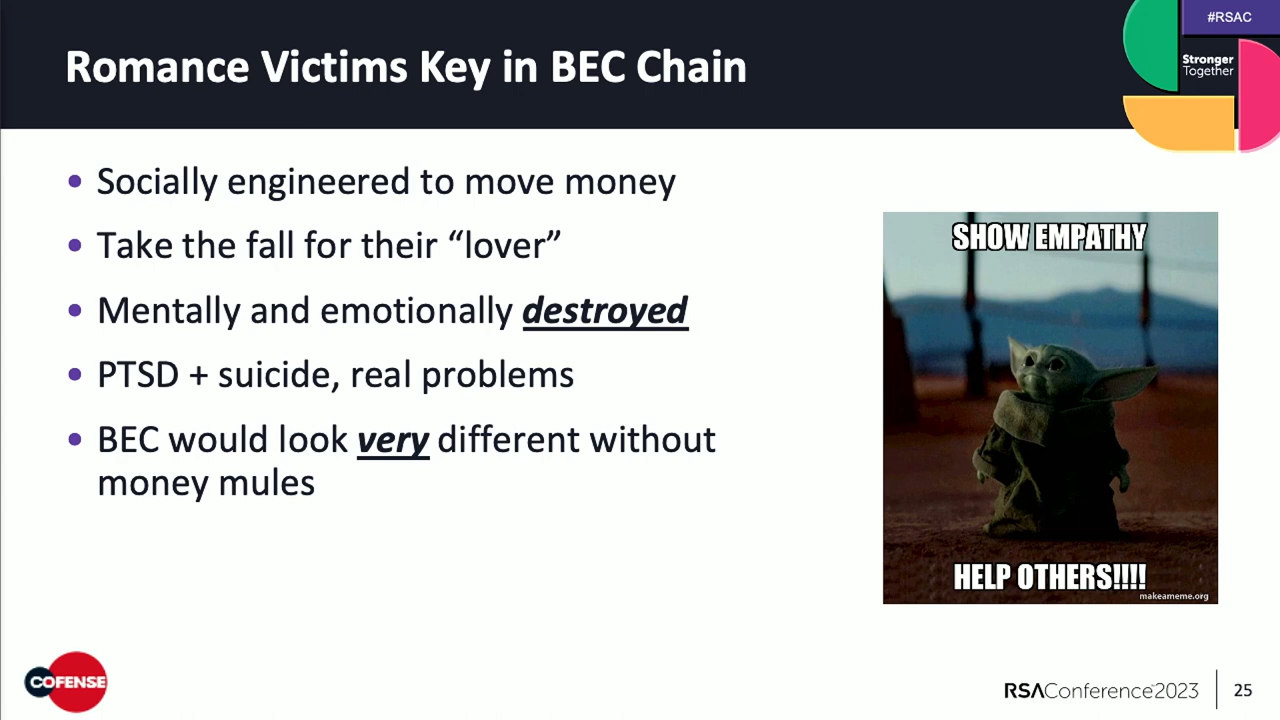 #RSAC
Romance Victims Key in BEC Chain
Stronger
Together
• Socially engineered to move money
• Take the fall for their “lover”
• Mentally and emotionally destroyed
• PTSD + suicide, real problems
• BEC would look very different without
money mules
SHOW EMPATHY
HELP OTHERS!!!!
makeameme.org
COFENSE
RSAConference™2023
25